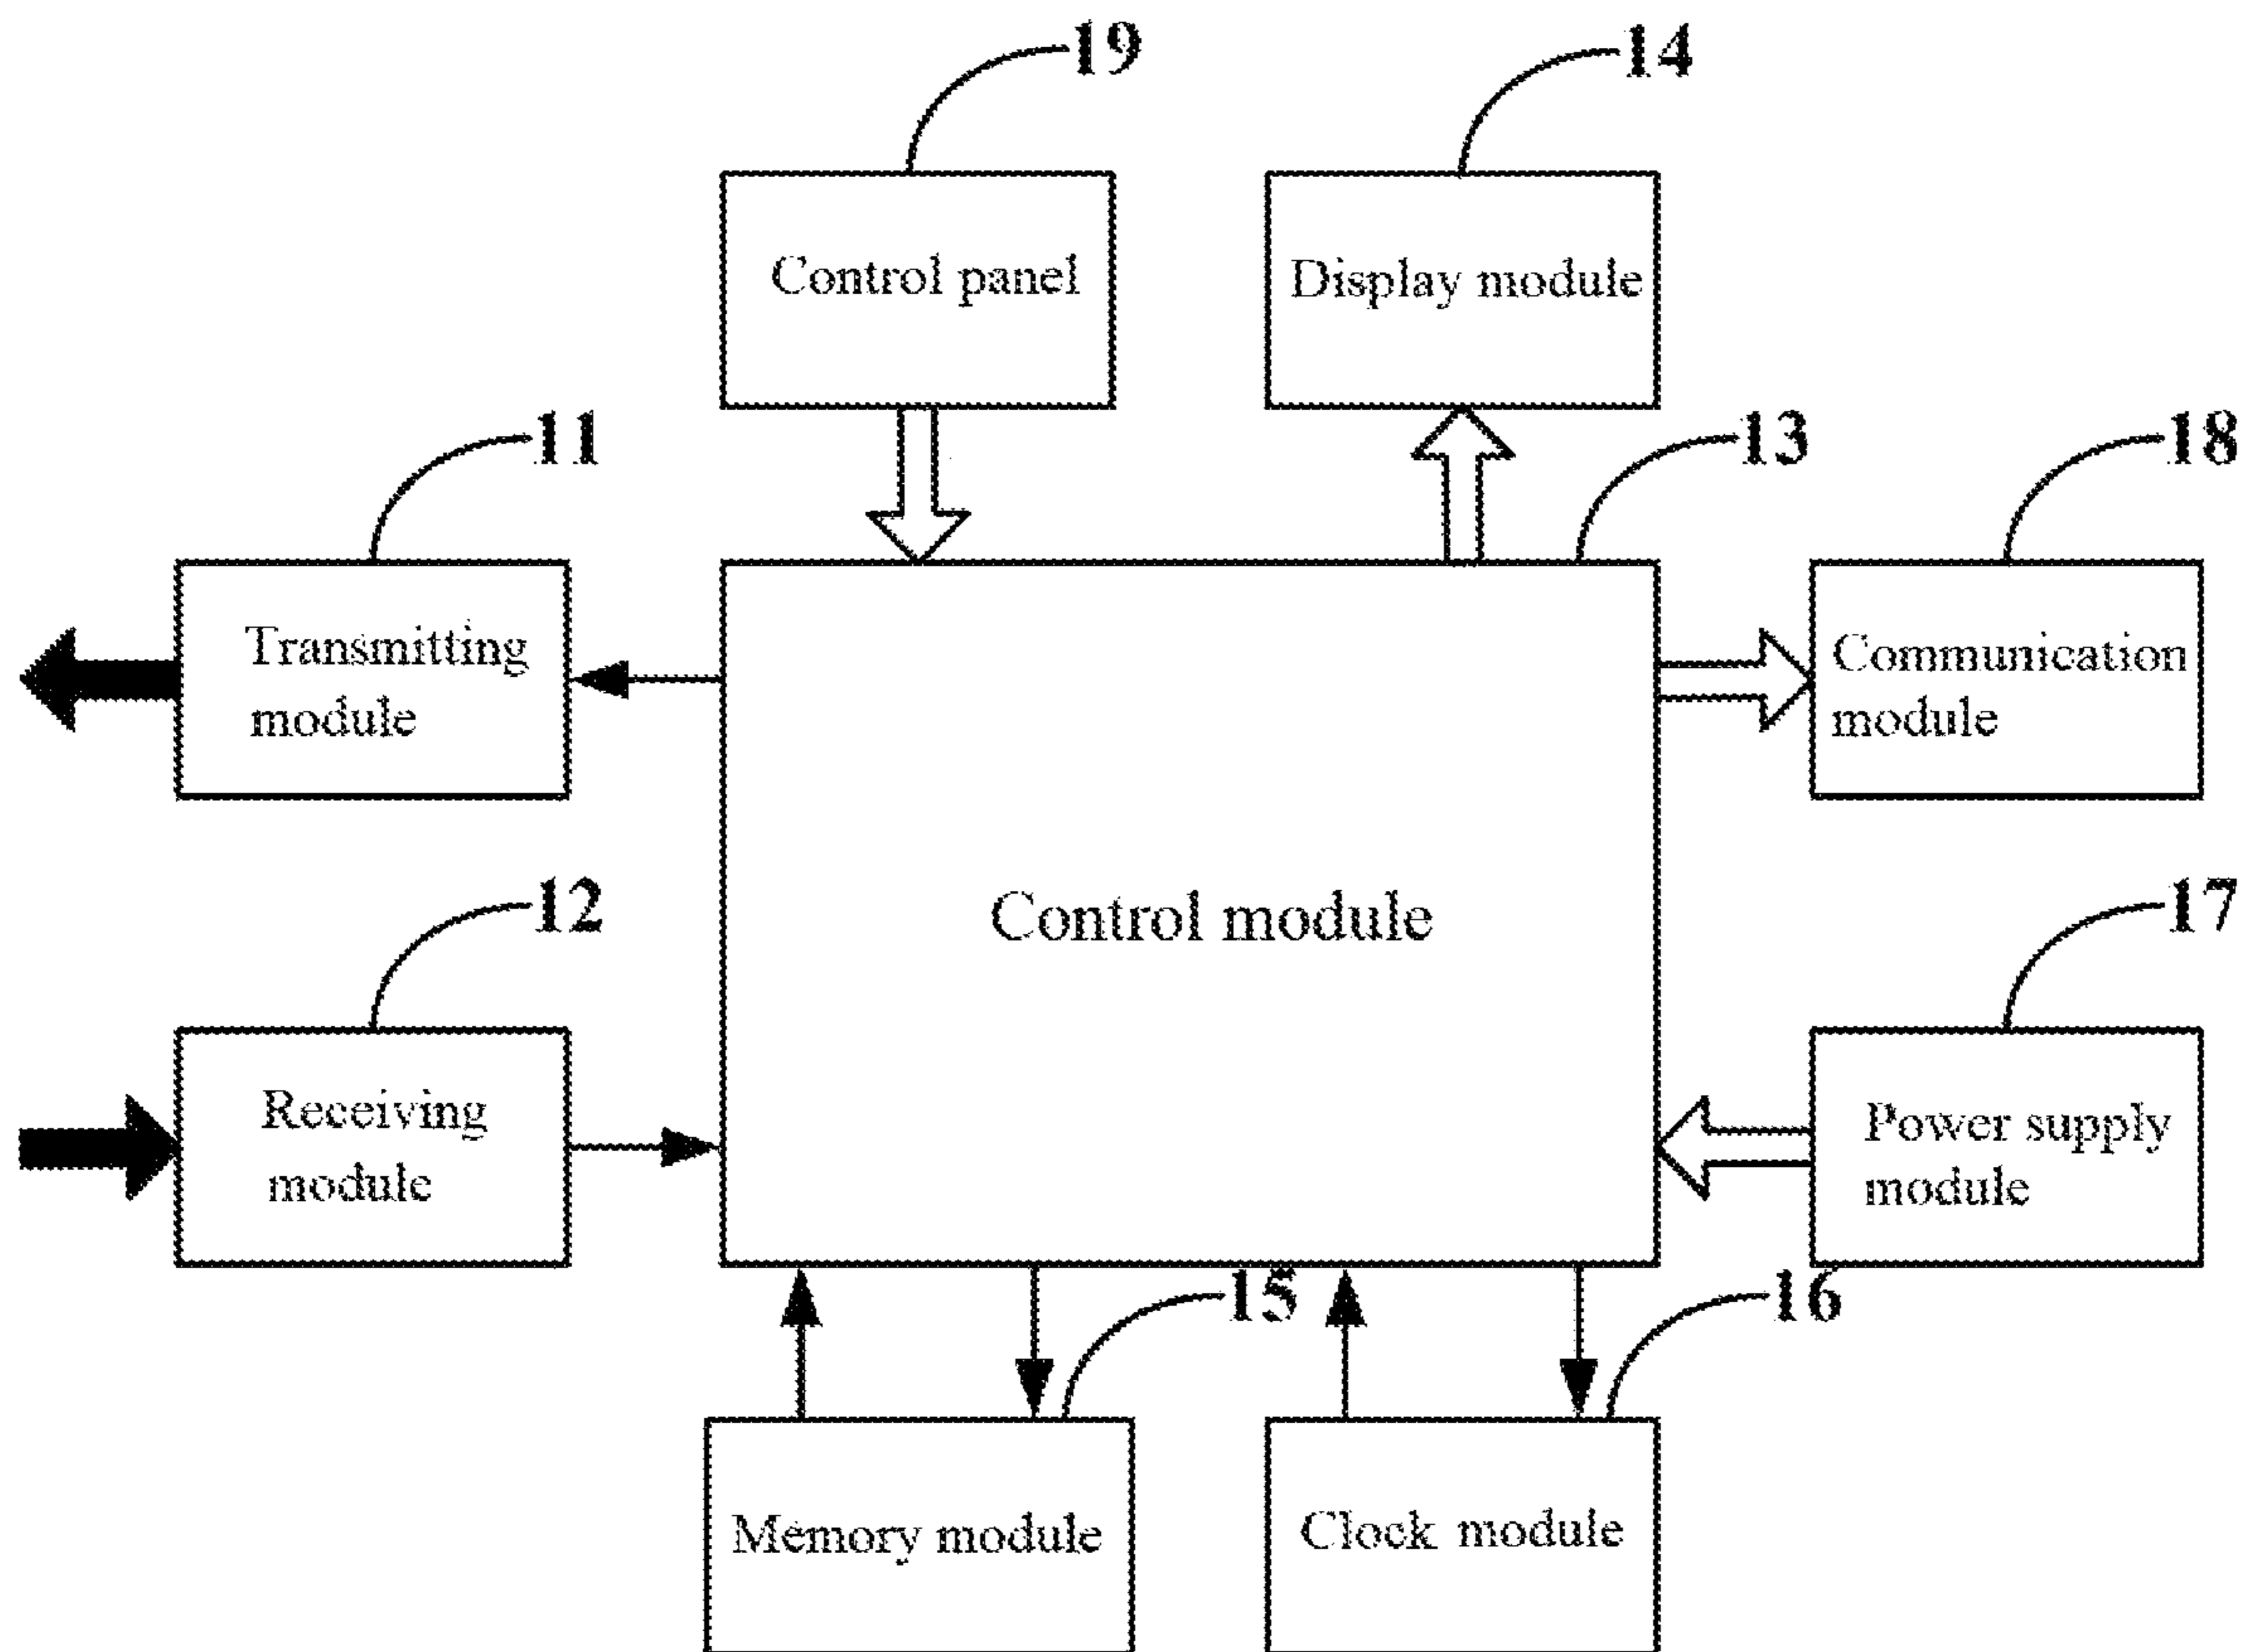 19
14
Control panel
Display module
11
13
18
Transmitting
module
Communication
module
12
Control module
17
Receiving
module
Power supply
module
15
16
Memory module
Clock module